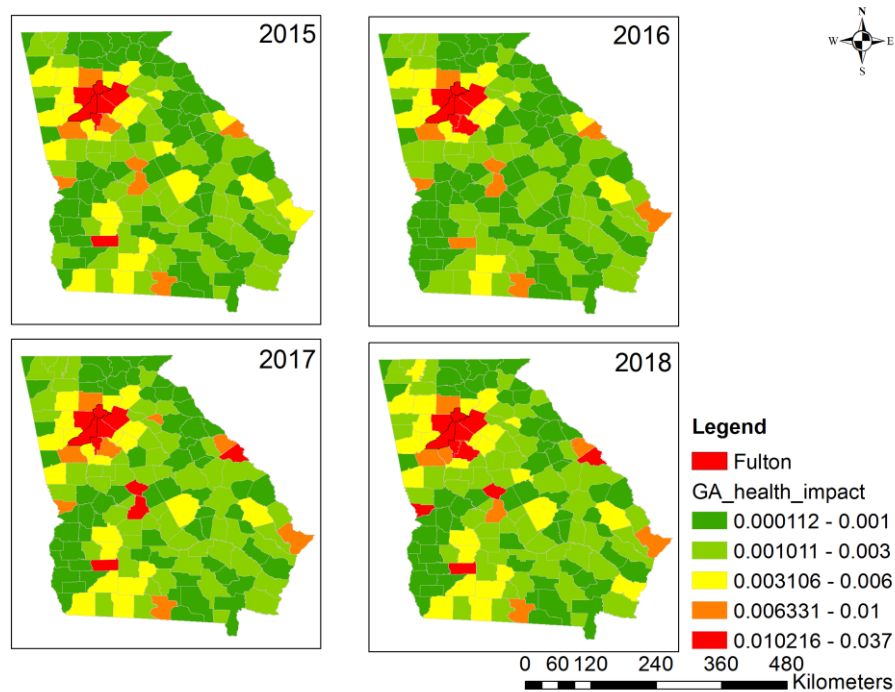 2015
2016
N
W E
S
2017
2018
Legend
Fulton
GA_health_impact
0.000112 - 0.001
0.001011 - 0.003
0.003106 - 0.006
0.006331 - 0.01
0.010216 - 0.037
0 60 120 240 360 480
Kilometers